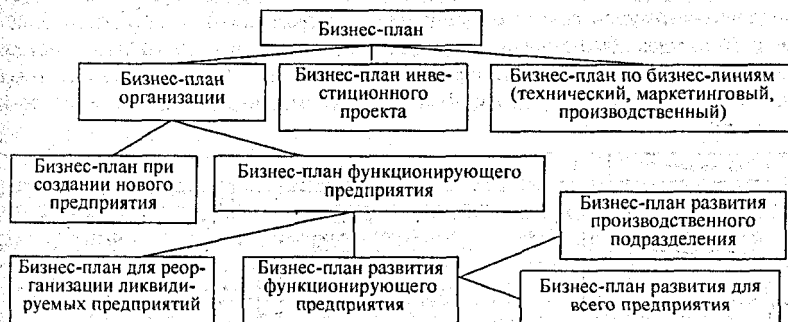 Бизнес-план
Бизнес-план
организации
Бизнес-план инве-
стиционного
проекта
Бизнес-план по бизнес-линиям
(технический, маркетинговый,
производственный)
Бизнес-план при
создании нового
предприятия
Бизнес-план функционирующего
предприятия
Бизнес-план развития
производственного
подразделения
Бизнес-план для реор-
ганизации ликвиди-
руемых предприятий
Бизнес-план развития
функционирующего
предприятия
Бизнес-план развития для
всего предприятия